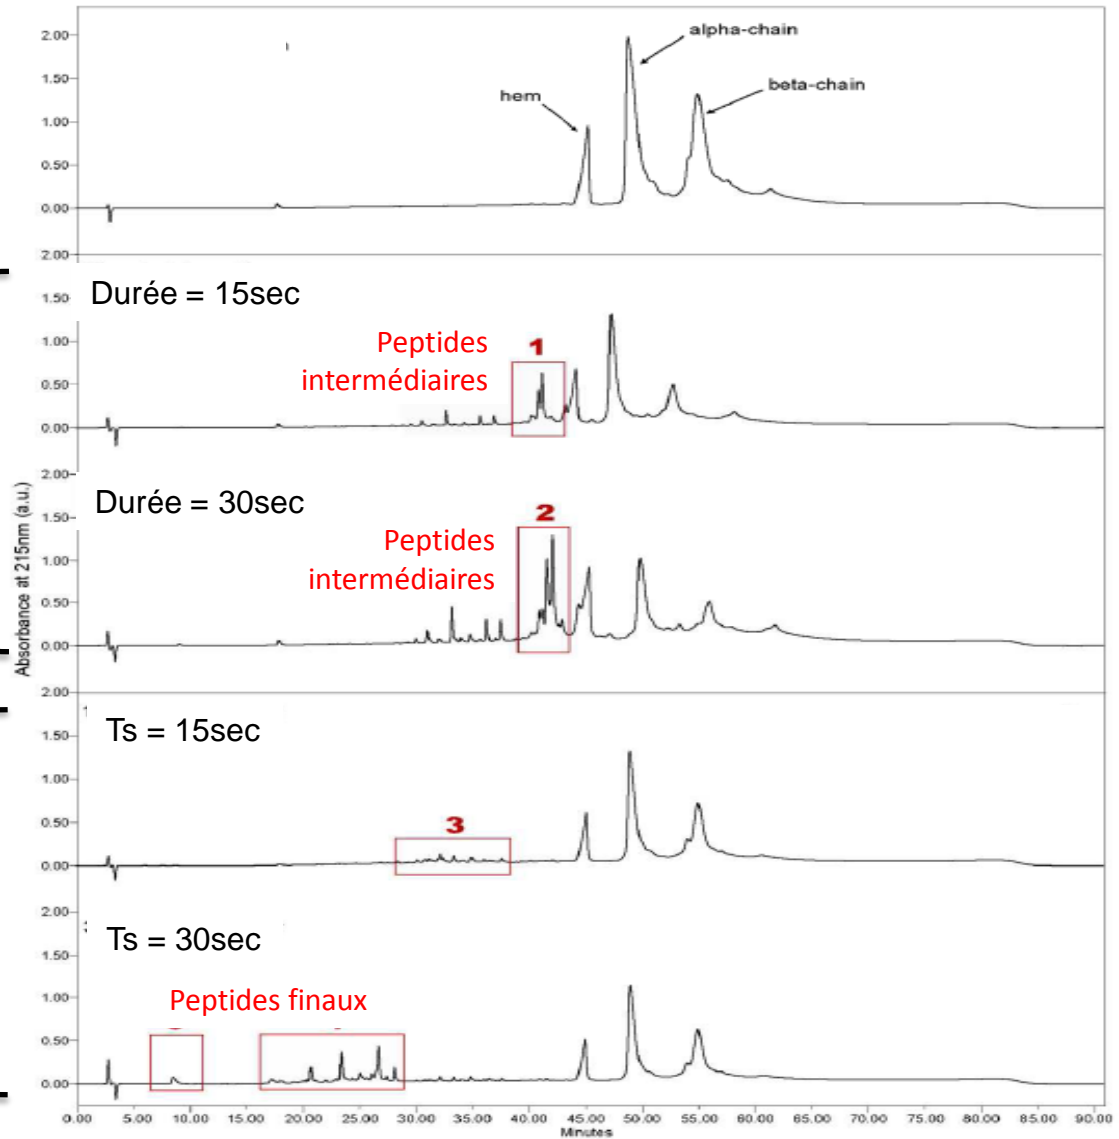 2.00
alpha-chain
1.50
hem
beta-chain
1.00
0.50
0.00
2.00
Durée = 15sec
1.50
Peptides
intermédiaires
1
1.00
0.50
0.00
2.00
Durée = 30sec
1.50
Peptides
intermédiaires
2
1.00
0.50
0.00
2.00
Absorbance at 215nm (a.u.)
Ts = 15sec
1.50
1.00
3
0.50
0.00
2.00
Ts = 30sec
1.50
Peptides finaux
1.00
0.50
0.00
0.00 5.00 10.00 15.00 20.00 25.00 30.00 35.00 40.00 45.00 50.00 55.00 60.00 65.00 70.00 75.00 80.00 85.00 90.00
Minutes